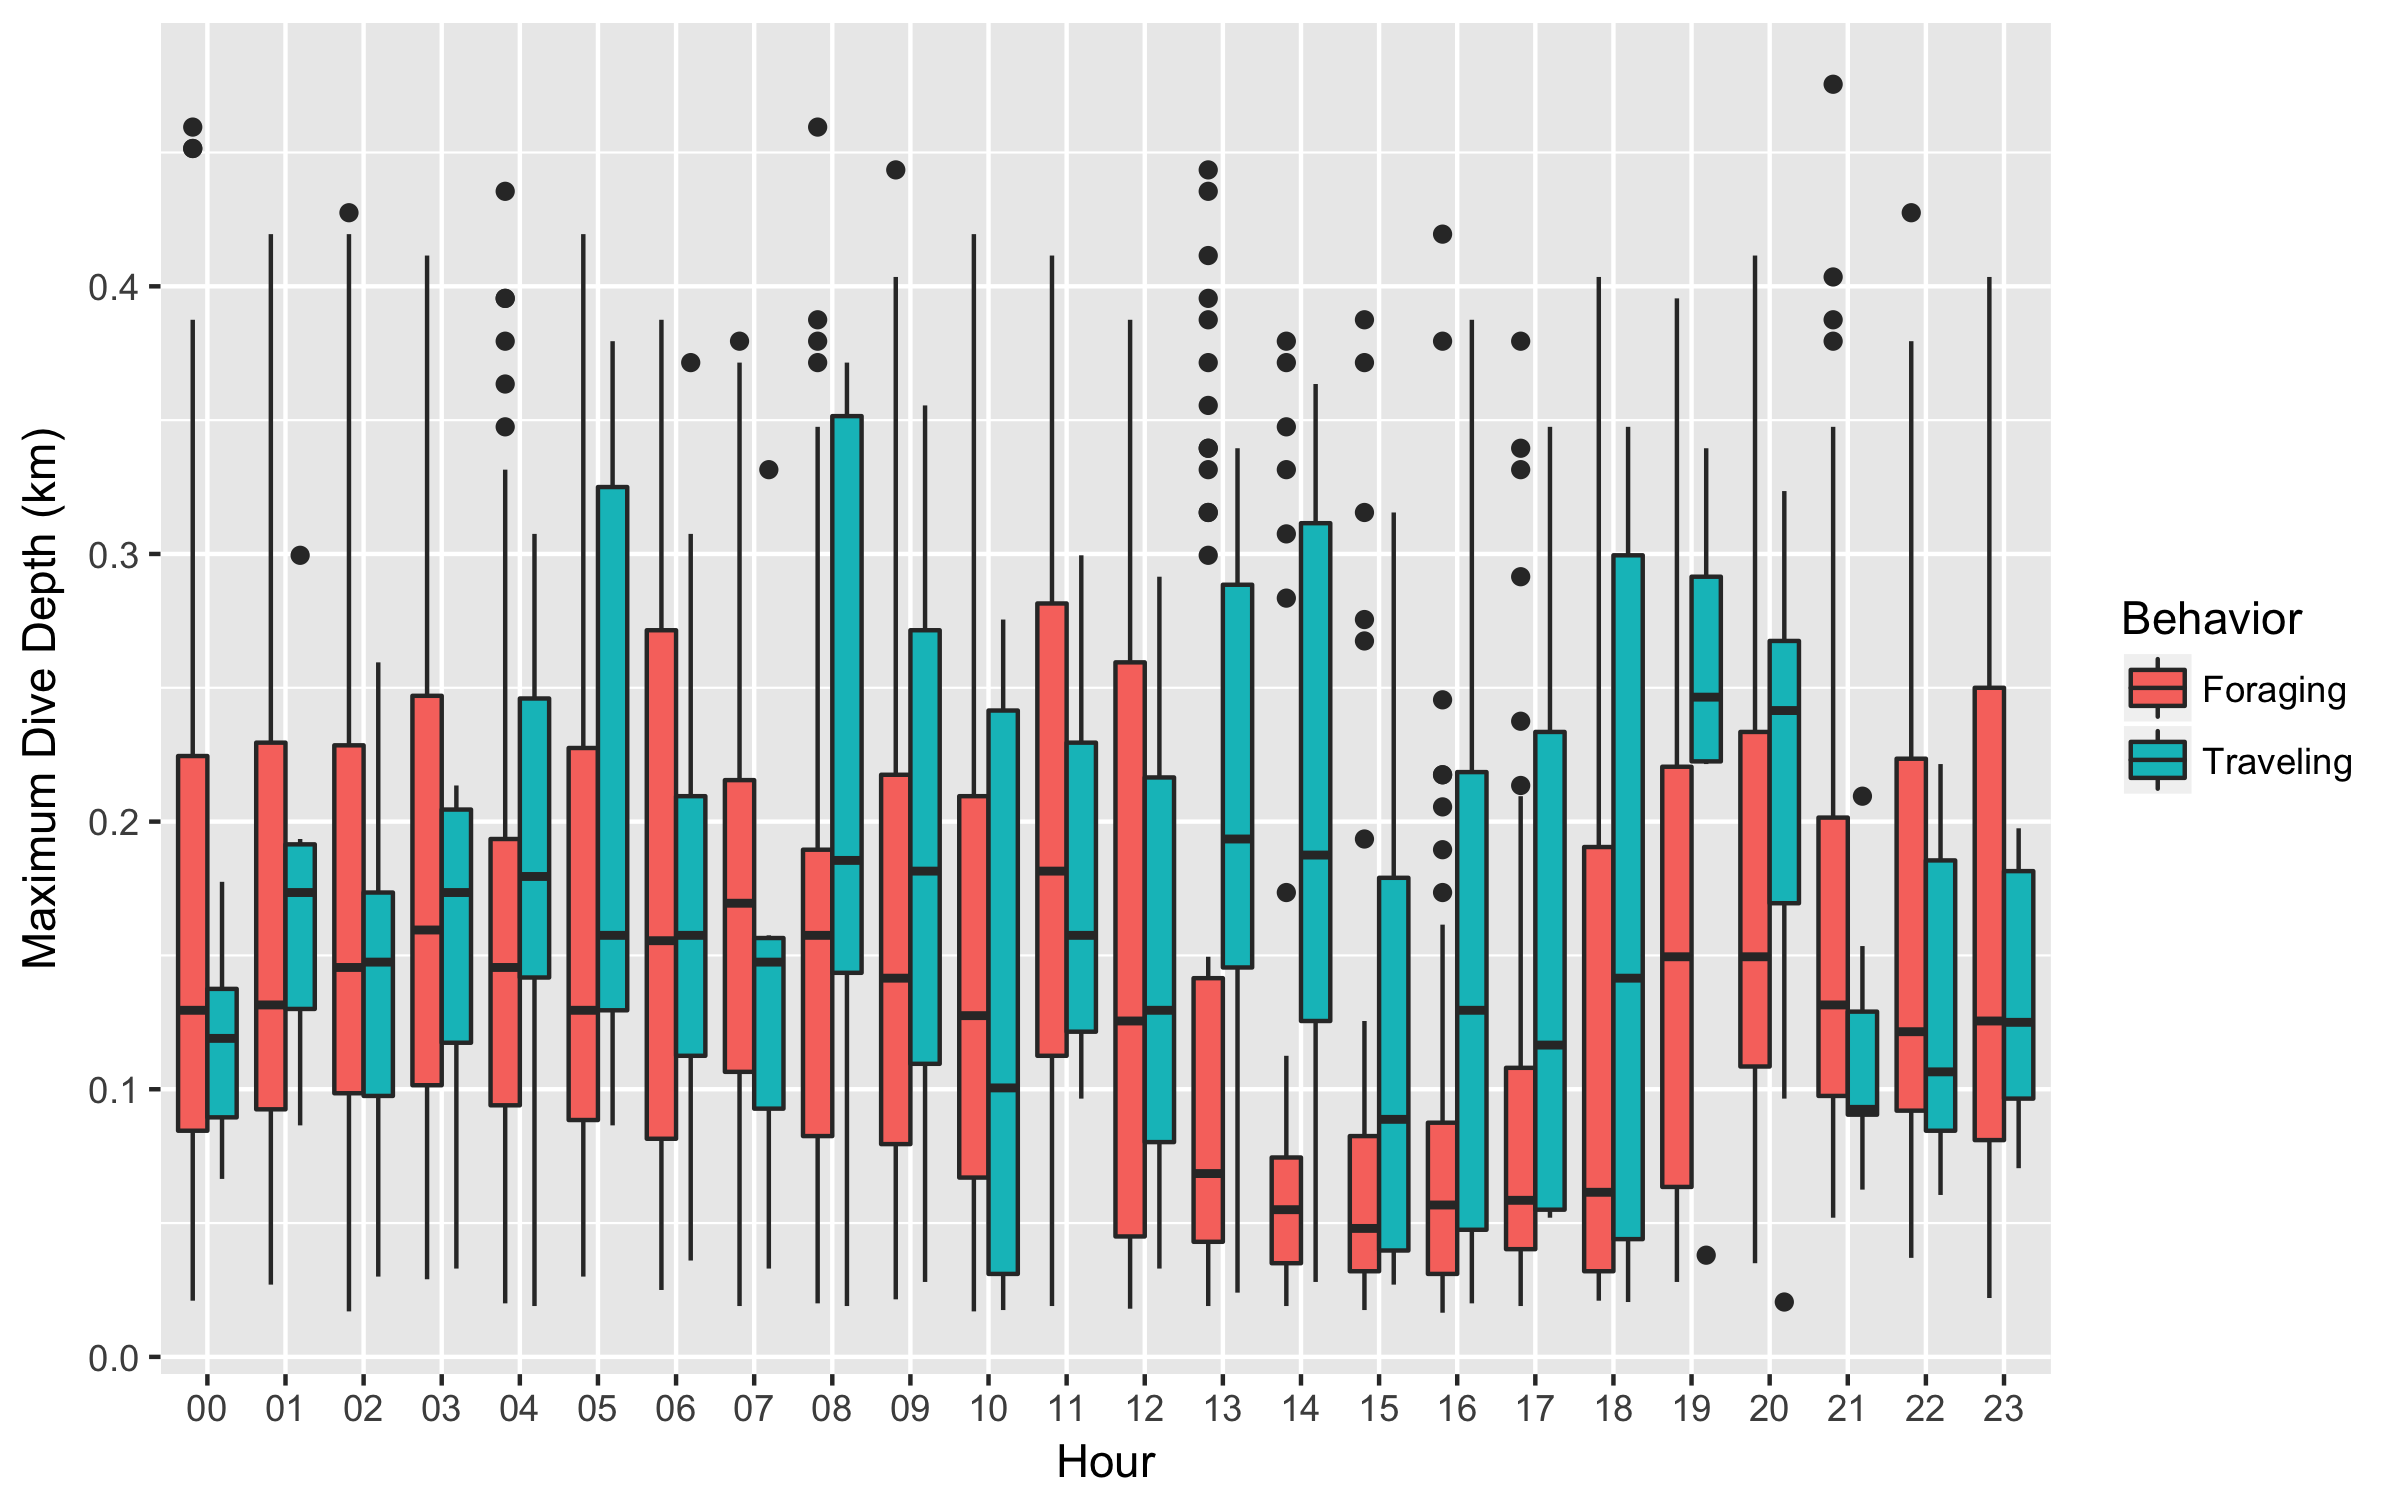 Maximum Dive Depth (km)
0.4
0.3
0.2
0.1
0.0
00 01 02 03 04 05 06 07 08 09 10 11 12 13 14 15 16 17 18 19 20 21 22 23
Hour
Behavior
Foraging
Traveling